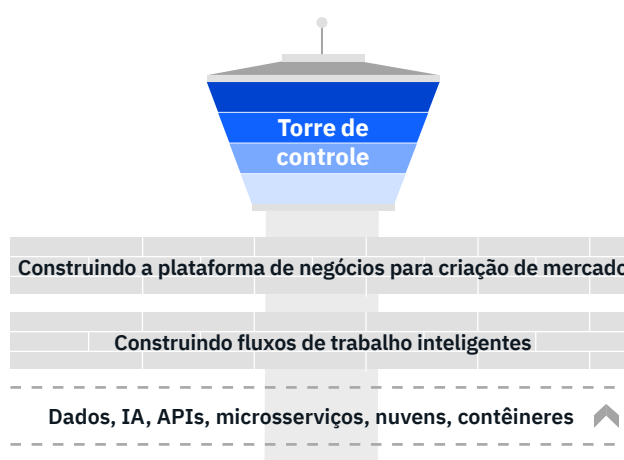 Torre de
controle
Construindo a plataforma de negócios para criação de mercado
Construindo fluxos de trabalho inteligentes
Dados, IA, APIs, microsserviços, nuvens, contêineres